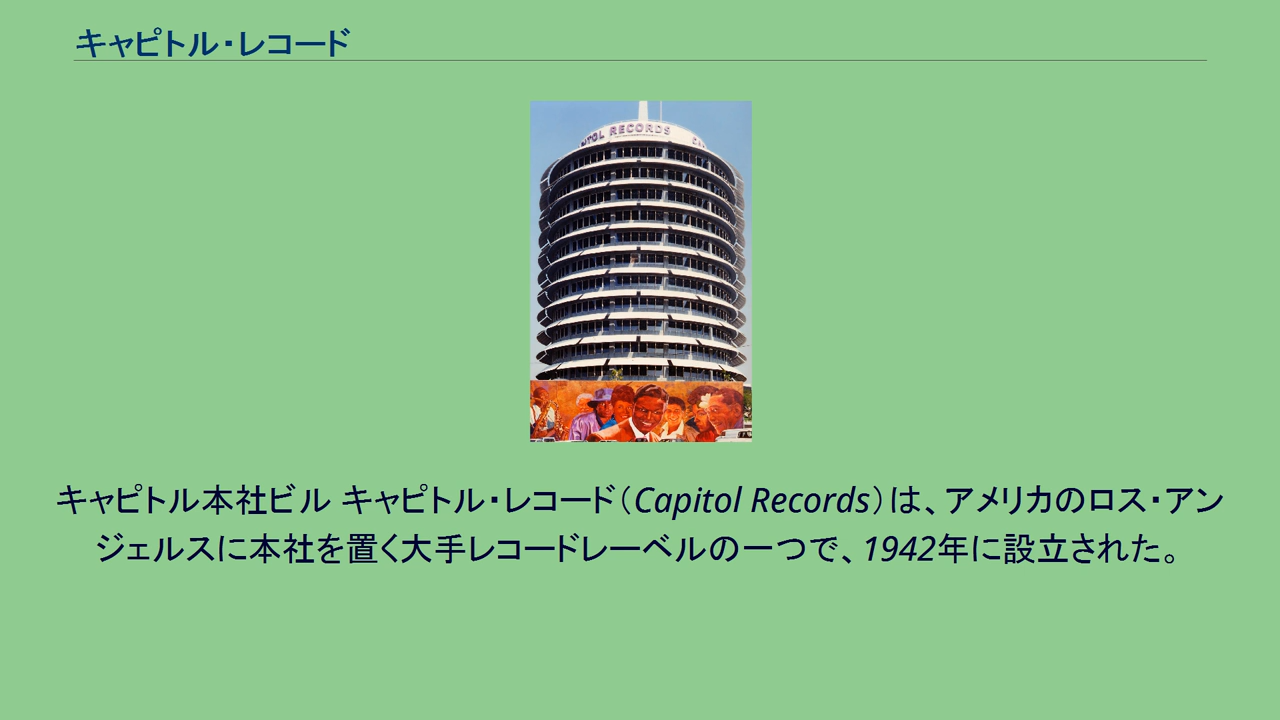 キャピトル・レコード
CAPITOL RECORDS
キャピトル本社ビル キャピトル・レコード（Capitol Records）は、アメリカのロス・アン
ジェルスに本社を置く大手レコードレーベルの一つで、1942年に設立された。